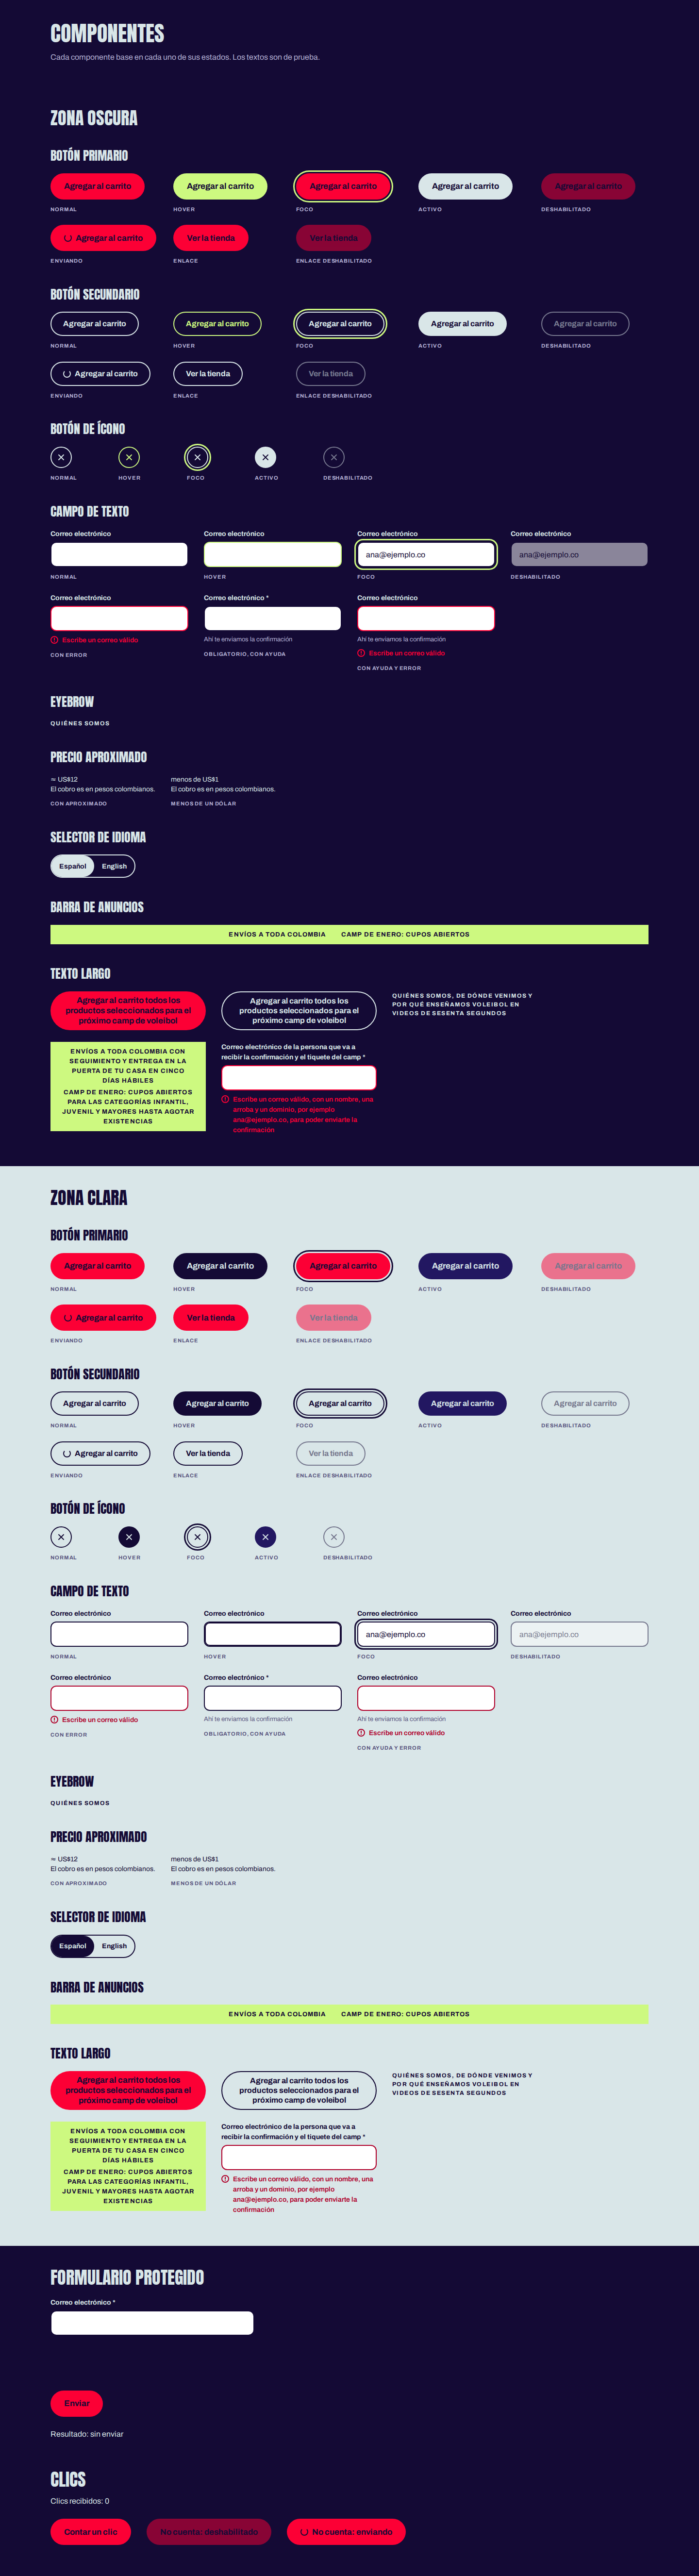 COMPONENTES
Cada componente base en cada uno de sus estados. Los textos son de prueba.
ZONA OSCURA
BOTÓN PRIMARIO
Agregar al carrito
Agregar al carrito
Agregar al carrito
Agregar al carrito
Agregar al carrito
NORMAL
HOVER
FOCO
ACTIVO
DESHABILITADO
Agregar al carrito
Ver la tienda
Ver la tienda
ENVIANDO
ENLACE
ENLACE DESHABILITADO
BOTÓN SECUNDARIO
Agregar al carrito
Agregar al carrito
Agregar al carrito
Agregar al carrito
Agregar al carrito
NORMAL
HOVER
FOCO
ACTIVO
DESHABILITADO
Agregar al carrito
Ver la tienda
Ver la tienda
ENVIANDO
ENLACE
ENLACE DESHABILITADO
BOTÓN DE ÍCONO
NORMAL
HOVER
FOCO
ACTIVO
DESHABILITADO
CAMPO DE TEXTO
Correo electrónico
Correo electrónico
Correo electrónico
Correo electrónico
ana@ejemplo.co
ana@ejemplo.co
NORMAL
HOVER
FOCO
DESHABILITADO
Correo electrónico
Correo electrónico *
Correo electrónico
Escribe un correo válido
Ahí te enviamos la confirmación
Ahí te enviamos la confirmación
CON ERROR
OBLIGATORIO, CON AYUDA
Escribe un correo válido
CON AYUDA Y ERROR
EYEBROW
QUIÉNES SOMOS
PRECIO APROXIMADO
≈ US$12
menos de US$1
El cobro es en pesos colombianos.
El cobro es en pesos colombianos.
CON APROXIMADO
MENOS DE UN DÓLAR
SELECTOR DE IDIOMA
Español
English
BARRA DE ANUNCIOS
ENVÍOS A TODA COLOMBIA
CAMP DE ENERO: CUPOS ABIERTOS
TEXTO LARGO
Agregar al carrito todos los
productos seleccionados para el
próximo camp de voleibol
Agregar al carrito todos los
productos seleccionados para el
próximo camp de voleibol
QUIÉNES SOMOS, DE DÓNDE VENIMOS Y
POR QUÉ ENSEÑAMOS VOLEIBOL EN
VIDEOS DE SESENTA SEGUNDOS
ENVÍOS A TODA COLOMBIA CON
SEGUIMIENTO Y ENTREGA EN LA
PUERTA DE TU CASA EN CINCO
DÍAS HÁBILES
CAMP DE ENERO: CUPOS ABIERTOS
PARA LAS CATEGORÍAS INFANTIL,
JUVENIL Y MAYORES HASTA AGOTAR
EXISTENCIAS
Correo electrónico de la persona que va a
recibir la confirmación y el tiquete del camp *
Escribe un correo válido, con un nombre, una
arroba y un dominio, por ejemplo
ana@ejemplo.co, para poder enviarte la
confirmación
ZONA CLARA
BOTÓN PRIMARIO
Agregar al carrito
Agregar al carrito
Agregar al carrito
Agregar al carrito
Agregar al carrito
NORMAL
HOVER
FOCO
ACTIVO
DESHABILITADO
Agregar al carrito
Ver la tienda
Ver la tienda
ENVIANDO
ENLACE
ENLACE DESHABILITADO
BOTÓN SECUNDARIO
Agregar al carrito
Agregar al carrito
Agregar al carrito
Agregar al carrito
Agregar al carrito
NORMAL
HOVER
FOCO
ACTIVO
DESHABILITADO
Agregar al carrito
Ver la tienda
Ver la tienda
ENVIANDO
ENLACE
ENLACE DESHABILITADO
BOTÓN DE ÍCONO
NORMAL
HOVER
FOCO
ACTIVO
DESHABILITADO
CAMPO DE TEXTO
Correo electrónico
Correo electrónico
Correo electrónico
Correo electrónico
ana@ejemplo.co
ana@ejemplo.co
NORMAL
HOVER
FOCO
DESHABILITADO
Correo electrónico
Correo electrónico *
Correo electrónico
Escribe un correo válido
Ahí te enviamos la confirmación
Ahí te enviamos la confirmación
CON ERROR
OBLIGATORIO, CON AYUDA
Escribe un correo válido
CON AYUDA Y ERROR
EYEBROW
QUIÉNES SOMOS
PRECIO APROXIMADO
≈ US$12
menos de US$1
El cobro es en pesos colombianos.
El cobro es en pesos colombianos.
CON APROXIMADO
MENOS DE UN DÓLAR
SELECTOR DE IDIOMA
Español
English
BARRA DE ANUNCIOS
ENVÍOS A TODA COLOMBIA
CAMP DE ENERO: CUPOS ABIERTOS
TEXTO LARGO
Agregar al carrito todos los
productos seleccionados para el
próximo camp de voleibol
Agregar al carrito todos los
productos seleccionados para el
próximo camp de voleibol
QUIÉNES SOMOS, DE DÓNDE VENIMOS Y
POR QUÉ ENSEÑAMOS VOLEIBOL EN
VIDEOS DE SESENTA SEGUNDOS
ENVÍOS A TODA COLOMBIA CON
SEGUIMIENTO Y ENTREGA EN LA
PUERTA DE TU CASA EN CINCO
DÍAS HÁBILES
CAMP DE ENERO: CUPOS ABIERTOS
PARA LAS CATEGORÍAS INFANTIL,
JUVENIL Y MAYORES HASTA AGOTAR
EXISTENCIAS
Correo electrónico de la persona que va a
recibir la confirmación y el tiquete del camp *
Escribe un correo válido, con un nombre, una
arroba y un dominio, por ejemplo
ana@ejemplo.co, para poder enviarte la
confirmación
FORMULARIO PROTEGIDO
Correo electrónico *
Enviar
Resultado: sin enviar
CLICS
Clics recibidos: 0
Contar un clic
No cuenta: deshabilitado
No cuenta: enviando